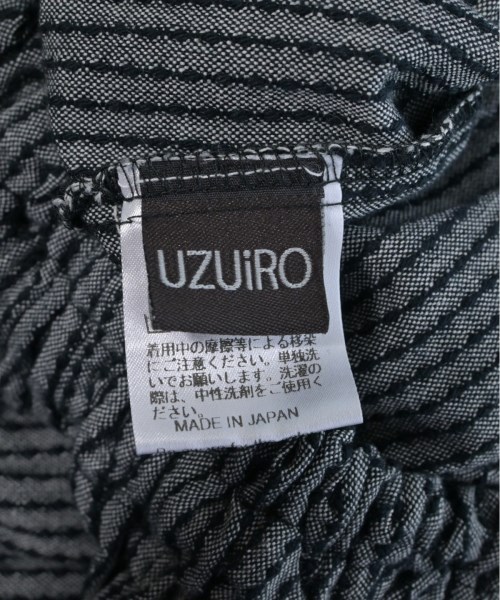 UZUiRO
着用中の摩擦等による移染
にご注意ください。単独洗
いでお願いします。洗濯の
際は、中性洗剤をご使用く
ださい。
MADE IN JAPAN